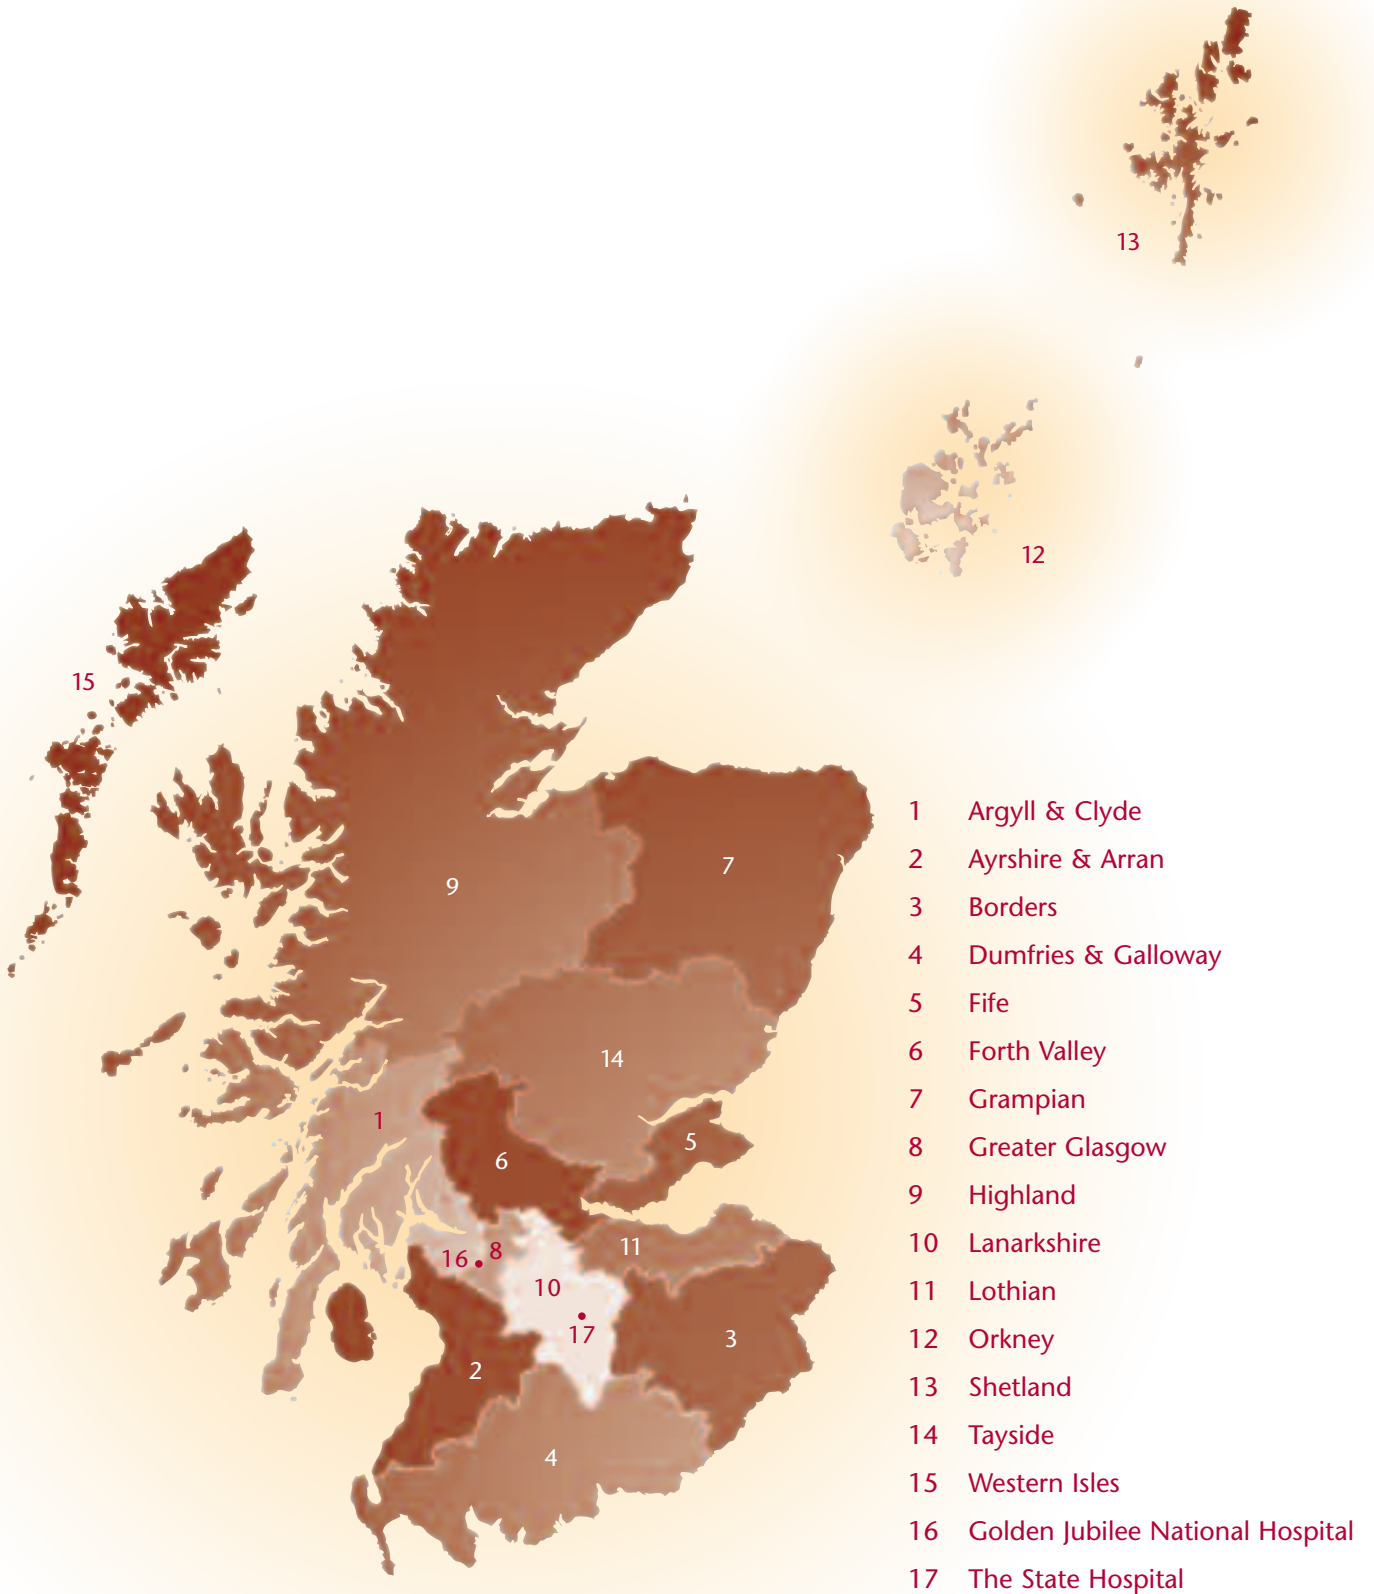 13
12
15
9
7
14
1
6
5
11
16
8
10
17
3
2
4
1 Argyll & Clyde
2 Ayrshire & Arran
3 Borders
4 Dumfries & Galloway
5 Fife
6 Forth Valley
7 Grampian
8 Greater Glasgow
9 Highland
10 Lanarkshire
11 Lothian
12 Orkney
13 Shetland
14 Tayside
15 Western Isles
16 Golden Jubilee National Hospital
17 The State Hospital